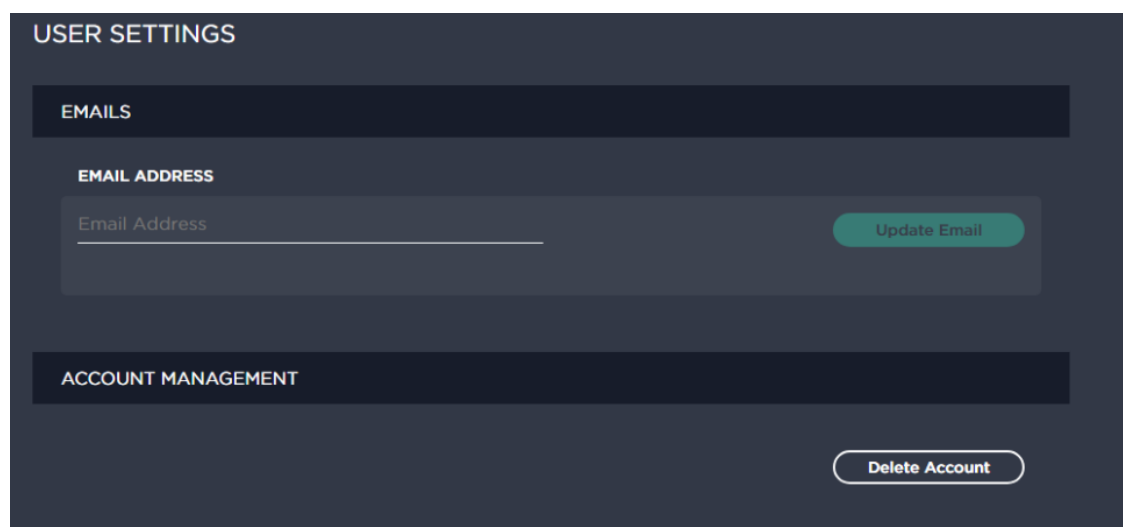 USER SETTINGS
EMAILS
EMAIL ADDRESS
Email Address
Update Email
ACCOUNT MANAGEMENT
Delete Account